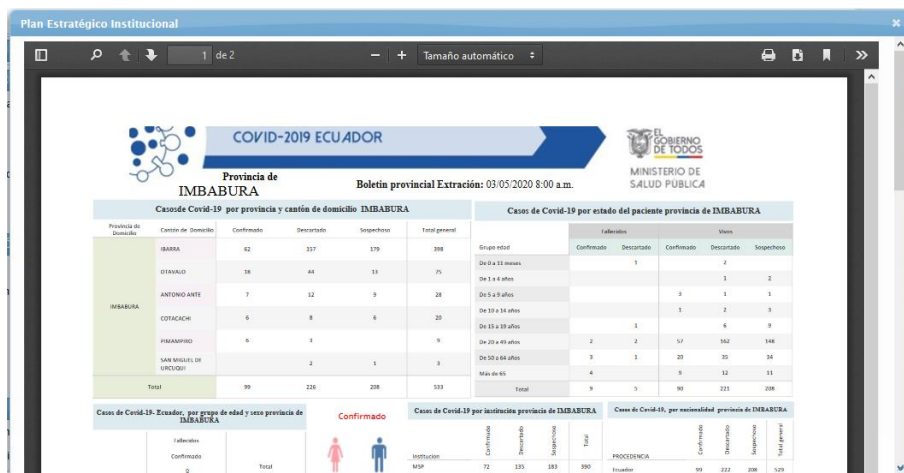 Plan Estratégico Institucional
1 de 2
Tamaño automático
COVID-2019 ECUADOR
EL GOBIERNO DE TODOS
MINISTERIO DE SALUD PÚBLICA
Provincia de IMBABURA
Boletin provincial Extración: 03/05/2020 8:00 a.m.
Casosde Covid-19 por provincia y cantón de domicilio IMBABURA
Provincia de Domicilio Cantón de Domicilio Confirmado Descartado Sospechoso Total general
IMBABURA
IBARRA 62 157 179 398
OTAVALO 18 44 13 75
ANTONIO ANTE 7 12 9 28
COTACACHI 6 8 6 20
PIMAMPIRO 6 3 9
SAN MIGUEL DE URCUQUI 2 1 3
Total 99 226 208 533
Casos de Covid-19 por estado del paciente provincia de IMBABURA
Fallecidos Vivos
Grupo edad Confirmado Descartado Confirmado Descartado Sospechoso
De 0 a 11 meses 1 2
De 1 a 4 años 1 2
De 5 a 9 años 3 1 1
De 10 a 14 años 1 2 3
De 15 a 19 años 1 6 9
De 20 a 49 años 2 2 57 162 148
De 50 a 64 años 3 1 20 35 34
Más de 65 4 9 12 11
Total 9 5 90 221 208
Casos de Covid-19- Ecuador, por grupo de edad y sexo provincia de IMBABURA
Fallecidos
Confirmado
0
Total
Confirmado
Casos de Covid-19 por institución provincia de IMBABURA
Institucion Confirmado Descartado Sospechoso Total
MSP 72 135 183 390
Casos de Covid-19, por nacionalidad provincia de IMBABURA
PROCEDENCIA Confirmado Descartado Sospechoso Total general
Ecuador 99 222 208 529